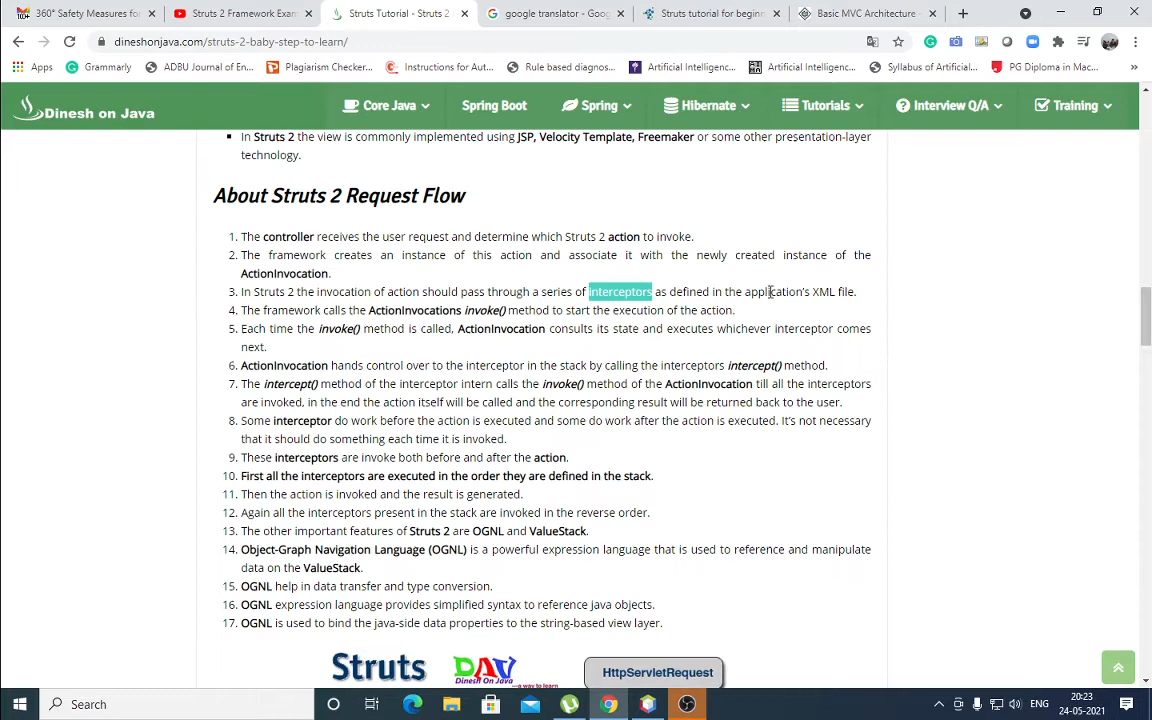 360° Safety Measures for
Struts 2 Framework Exam
Struts Tutorial - Struts 2
google translator - Goog
Struts tutorial for beginn
Basic MVC Architecture -
dineshonjava.com/struts-2-baby-step-to-learn/
Apps
Grammarly
ADBU Journal of En...
Plagiarism Checker...
Instructions for Aut...
Rule based diagnos...
Artificial Intelligenc...
Artificial Intelligenc...
Syllabus of Artificial...
PG Diploma in Mac...
Dinesh on Java
Core Java
Spring Boot
Spring
Hibernate
Tutorials
Interview Q/A
Training
In Struts 2 the view is commonly implemented using JSP, Velocity Template, Freemaker or some other presentation-layer
technology.
About Struts 2 Request Flow
1. The controller receives the user request and determine which Struts 2 action to invoke.
2. The framework creates an instance of this action and associate it with the newly created instance of the
ActionInvocation.
3. In Struts 2 the invocation of action should pass through a series of interceptors as defined in the application's XML file.
4. The framework calls the ActionInvocations invoke() method to start the execution of the action.
5. Each time the invoke() method is called, ActionInvocation consults its state and executes whichever interceptor comes
next.
6. ActionInvocation hands control over to the interceptor in the stack by calling the interceptors intercept() method.
7. The intercept() method of the interceptor intern calls the invoke() method of the ActionInvocation till all the interceptors
are invoked, in the end the action itself will be called and the corresponding result will be returned back to the user.
8. Some interceptor do work before the action is executed and some do work after the action is executed. It's not necessary
that it should do something each time it is invoked.
9. These interceptors are invoke both before and after the action.
10. First all the interceptors are executed in the order they are defined in the stack.
11. Then the action is invoked and the result is generated.
12. Again all the interceptors present in the stack are invoked in the reverse order.
13. The other important features of Struts 2 are OGNL and ValueStack.
14. Object-Graph Navigation Language (OGNL) is a powerful expression language that is used to reference and manipulate
data on the ValueStack.
15. OGNL help in data transfer and type conversion.
16. OGNL expression language provides simplified syntax to reference java objects.
17. OGNL is used to bind the java-side data properties to the string-based view layer.
Struts
DAV
Dinesh On Java
...a way to learn
HttpServletRequest
Search
ENG
20:23
24-05-2021